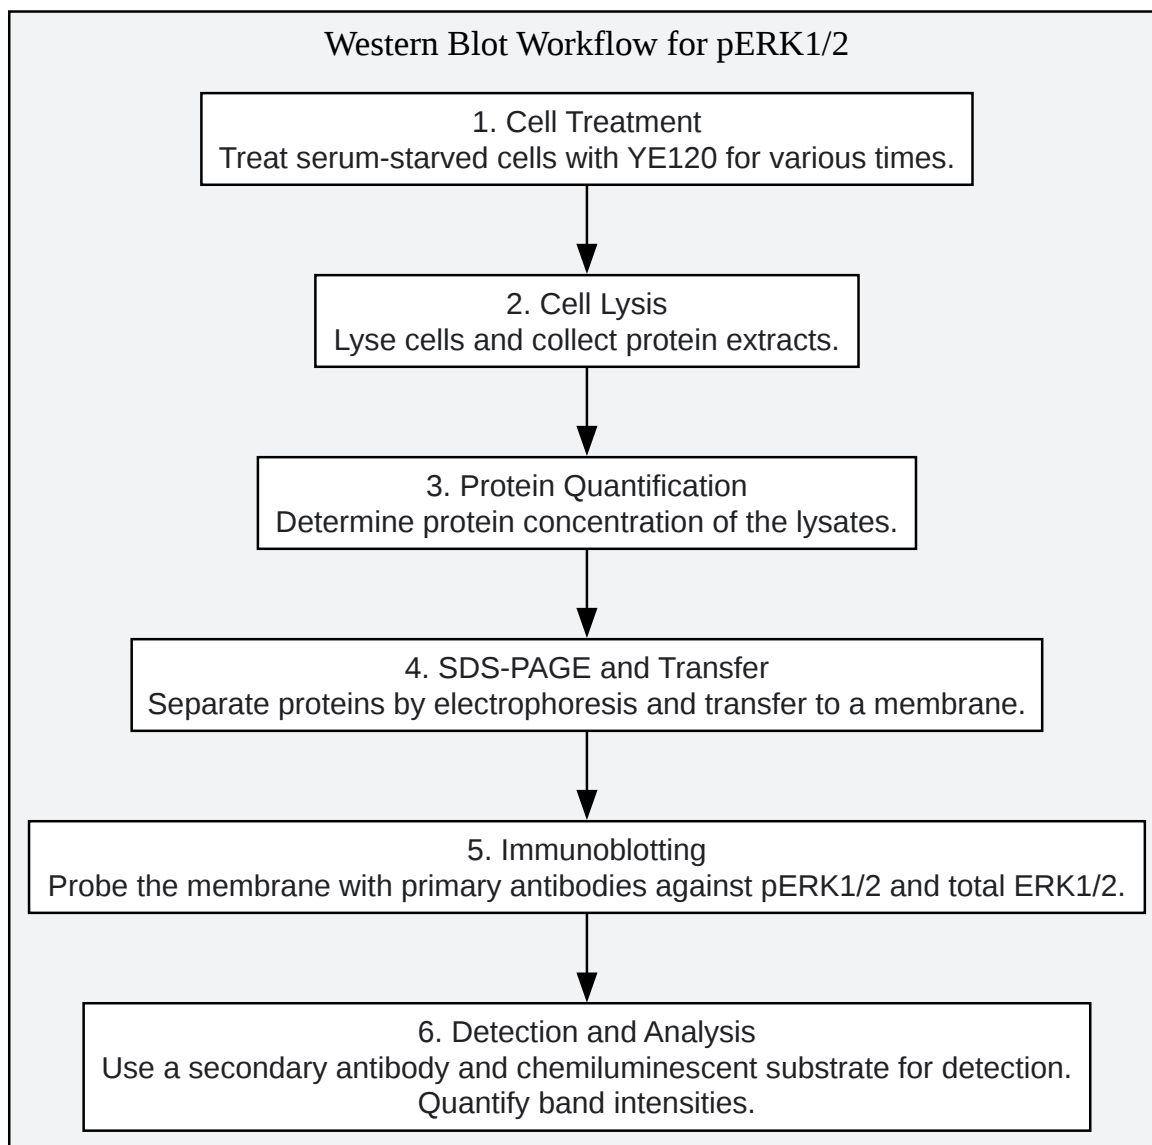 Western Blot Workflow for pERK1/2
1. Cell Treatment
Treat serum-starved cells with YE120 for various times.
2. Cell Lysis
Lyse cells and collect protein extracts.
3. Protein Quantification
Determine protein concentration of the lysates.
4. SDS-PAGE and Transfer
Separate proteins by electrophoresis and transfer to a membrane.
5. Immunoblotting
Probe the membrane with primary antibodies against pERK1/2 and total ERK1/2.
6. Detection and Analysis
Use a secondary antibody and chemiluminescent substrate for detection.
Quantify band intensities.